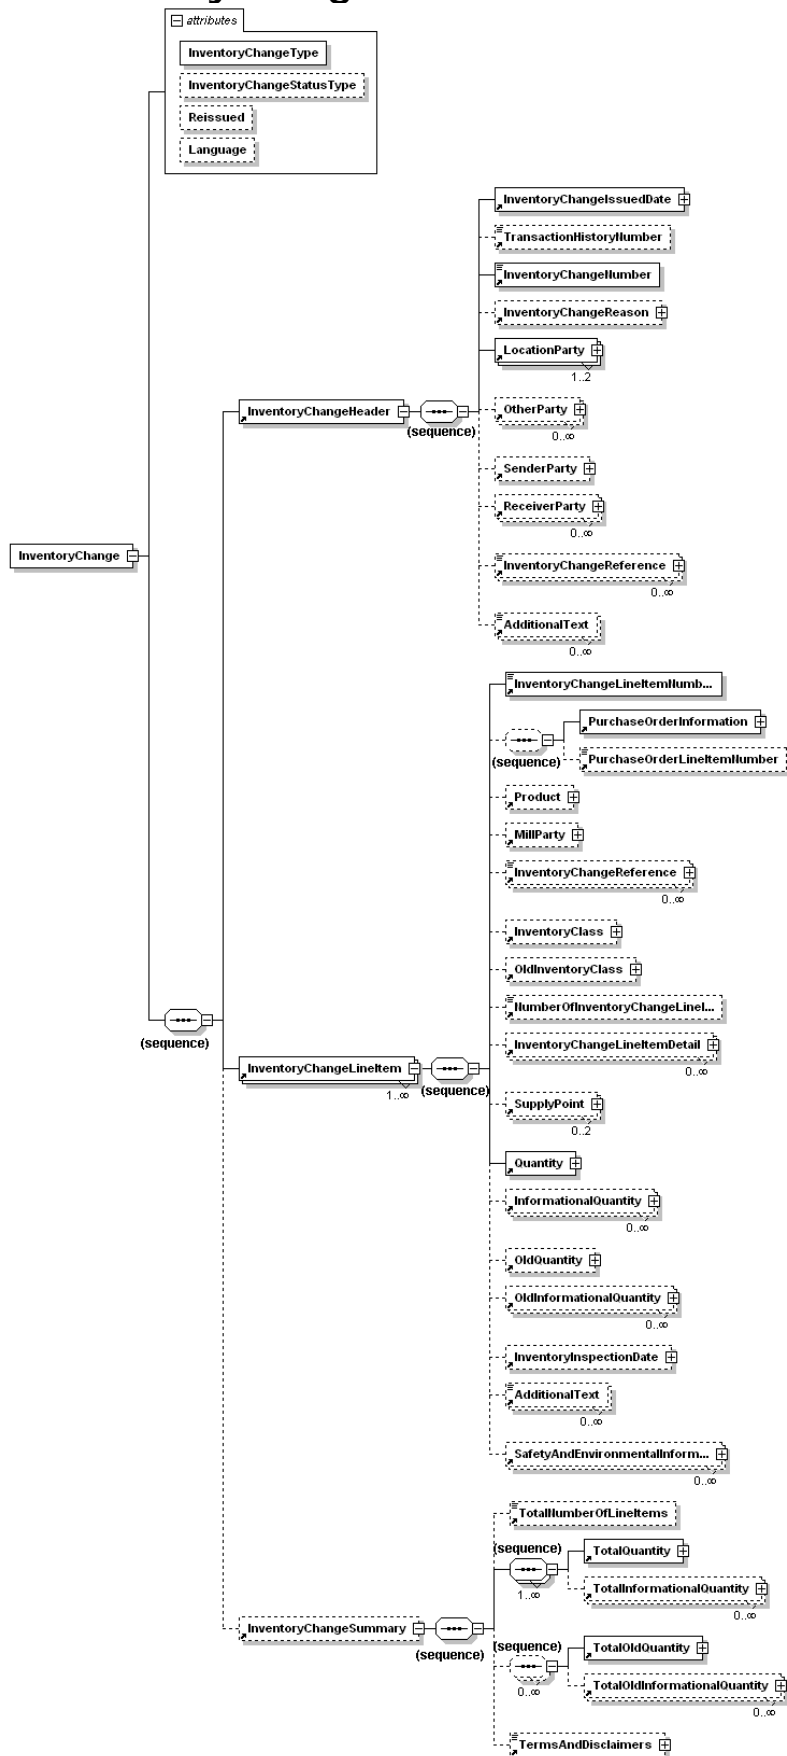 attributes
InventoryChangeType
InventoryChangeStatusType
Reissued
Language
InventoryChangeIssuedDate
TransactionHistoryNumber
InventoryChangeNumber
InventoryChangeReason
LocationParty
1..2
InventoryChangeHeader
(sequence)
OtherParty
0..∞
SenderParty
ReceiverParty
0..∞
InventoryChange
InventoryChangeReference
0..∞
AdditionalText
0..∞
InventoryChangeLineItemNumb...
(sequence)
PurchaseOrderInformation
PurchaseOrderLineItemNumber
Product
MillParty
InventoryChangeReference
0..∞
InventoryClass
OldInventoryClass
NumberOfInventoryChangeLineI...
(sequence)
InventoryChangeLineItemDetail
0..∞
InventoryChangeLineItem
1..∞
(sequence)
SupplyPoint
0..2
Quantity
InformationalQuantity
0..∞
OldQuantity
OldInformationalQuantity
0..∞
InventoryInspectionDate
AdditionalText
0..∞
SafetyAndEnvironmentalInform...
0..∞
TotalNumberOfLineItems
(sequence)
1..∞
TotalQuantity
TotalInformationalQuantity
0..∞
InventoryChangeSummary
(sequence)
(sequence)
0..∞
TotalOldQuantity
TotalOldInformationalQuantity
0..∞
TermsAndDisclaimers